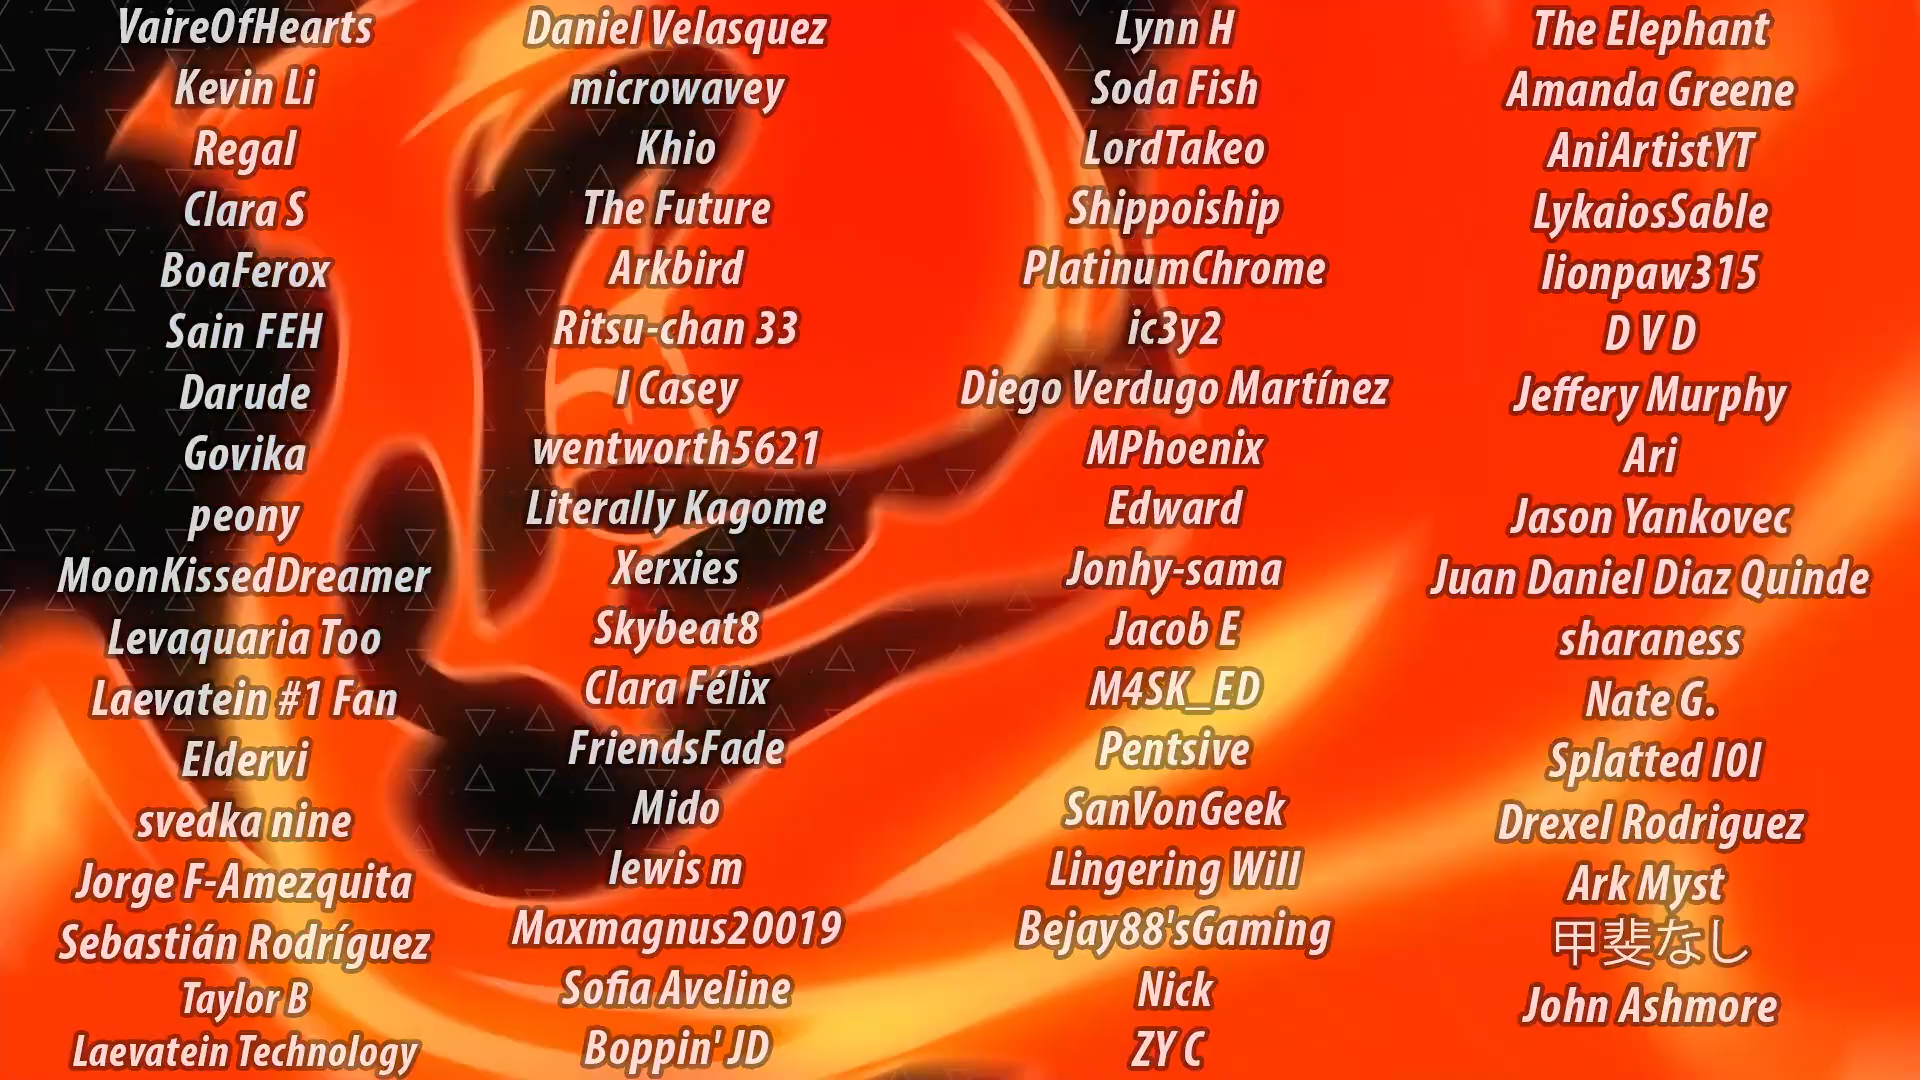 VaireOfHearts
Kevin Li
Regal
Clara S
BoaFerox
Sain FEH
Darude
Govika
peony
MoonKissedDreamer
Levaquaria Too
Laevatein #1 Fan
Eldervi
svedka nine
Jorge F-Amezquita
Sebastián Rodríguez
Taylor B
Laevatein Technology
Daniel Velasquez
microwavey
Khio
The Future
Arkbird
Ritsu-chan 33
I Casey
wentworth5621
Literally Kagome
Xerxies
Skybeat8
Clara Félix
FriendsFade
Mido
lewis m
Maxmagnus20019
Sofia Aveline
Boppin' JD
Lynn H
Soda Fish
LordTakeo
Shippoiship
PlatinumChrome
ic3y2
Diego Verdugo Martínez
MPhoenix
Edward
Jonhy-sama
Jacob E
M4SK_ED
Pentsive
SanVonGeek
Lingering Will
Bejay88'sGaming
Nick
ZY C
The Elephant
Amanda Greene
AniArtistYT
LykaiosSable
lionpaw315
D V D
Jeffery Murphy
Ari
Jason Yankovec
Juan Daniel Diaz Quinde
sharaness
Nate G.
Splatted IOI
Drexel Rodriguez
Ark Myst
甲斐なし
John Ashmore